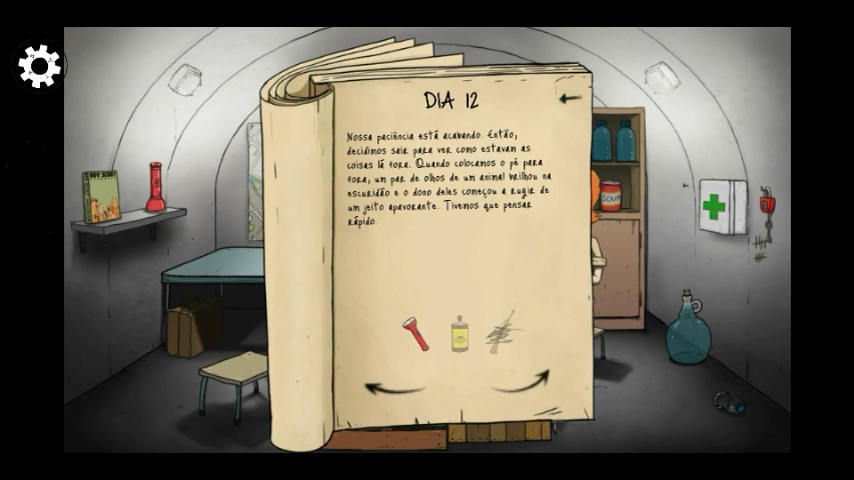 DIA 12
Nossa paciência está acabando. Então,
decidimos sair para ver como estavam as
coisas lá fora. Quando colocamos o pé para
fora, um par de olhos de um animal brilhou na
escuridão e o dono deles começou a rugir de
um jeito apavorante. Tivemos que pensar
rápido.
BOY SCOUT
SOUP